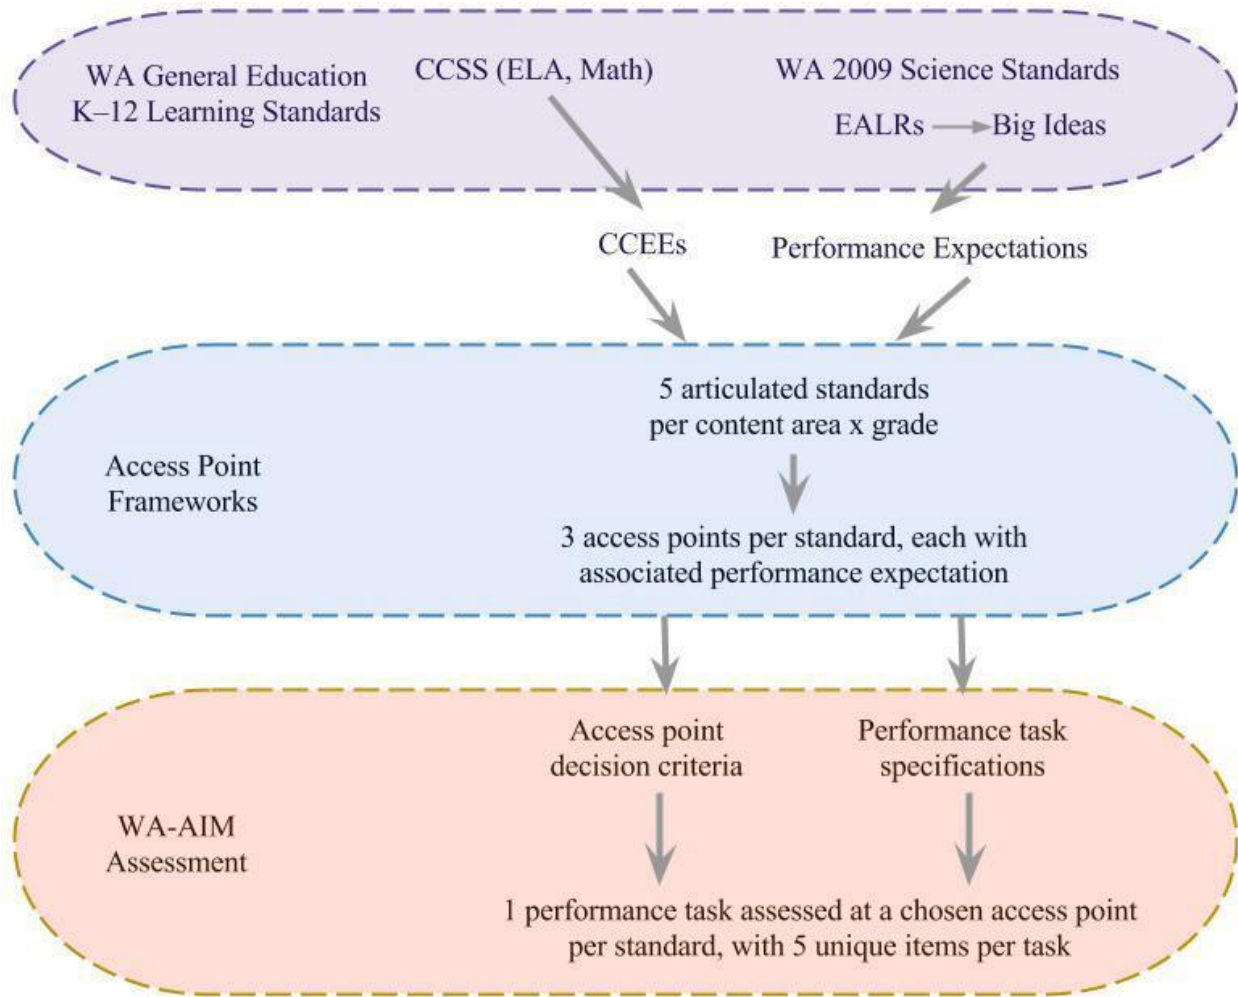 WA General Education
K–12 Learning Standards
CCSS (ELA, Math)
WA 2009 Science Standards
EALRs
Big Ideas
CCEEs
Performance Expectations
Access Point
Frameworks
5 articulated standards
per content area x grade
3 access points per standard, each with
associated performance expectation
WA-AIM
Assessment
Access point
decision criteria
Performance task
specifications
1 performance task assessed at a chosen access point
per standard, with 5 unique items per task